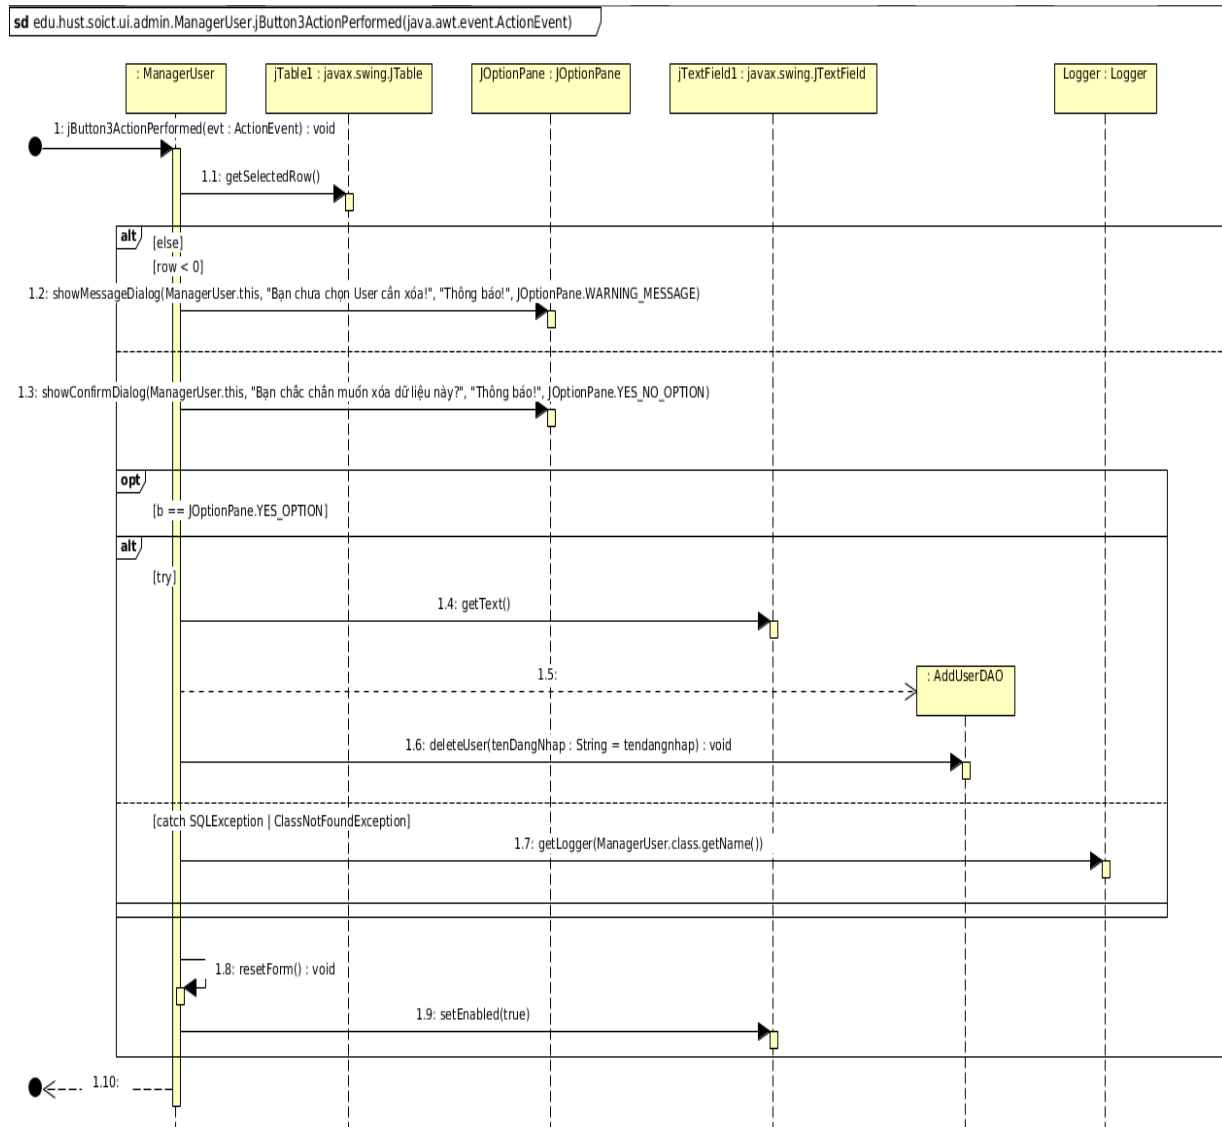 sd edu.hust.soict.ui.admin.ManagerUser.jButton3ActionPerformed(java.awt.event.ActionEvent)
: ManagerUser
jTable1 : javax.swing.JTable
JOptionPane : JOptionPane
jTextField1 : javax.swing.JTextField
Logger : Logger
1: jButton3ActionPerformed(evt : ActionEvent) : void
1.1: getSelectedRow()
alt
[else]
[row < 0]
1.2: showMessageDialog(ManagerUser.this, "Bạn chưa chọn User cần xóa!", "Thông báo!", JOptionPane.WARNING_MESSAGE)
1.3: showConfirmDialog(ManagerUser.this, "Bạn chắc chắn muốn xóa dữ liệu này?", "Thông báo!", JOptionPane.YES_NO_OPTION)
opt
[b == JOptionPane.YES_OPTION]
alt
[try]
1.4: getText()
1.5:
: AddUserDAO
1.6: deleteUser(tenDangNhap : String = tendangnhap) : void
[catch SQLException | ClassNotFoundException]
1.7: getLogger(ManagerUser.class.getName())
1.8: resetForm() : void
1.9: setEnabled(true)
1.10: